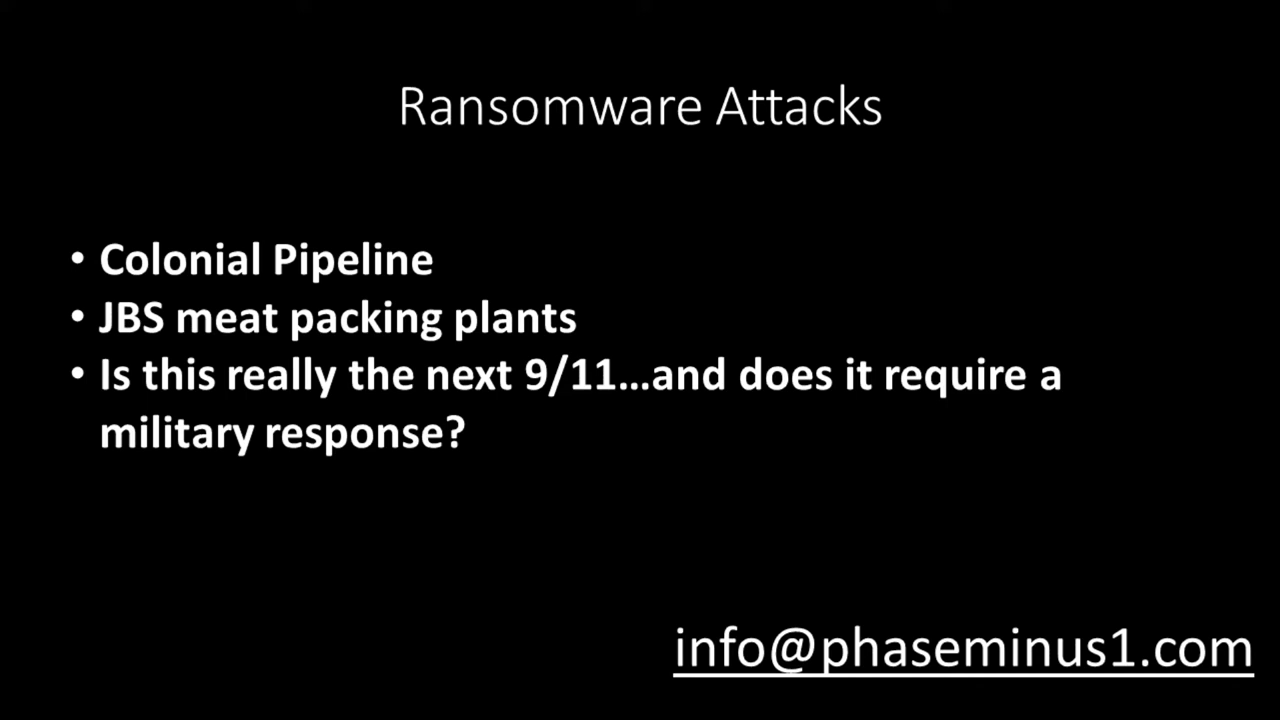 Ransomware Attacks
• Colonial Pipeline
• JBS meat packing plants
• Is this really the next 9/11...and does it require a
military response?
info@phaseminus1.com